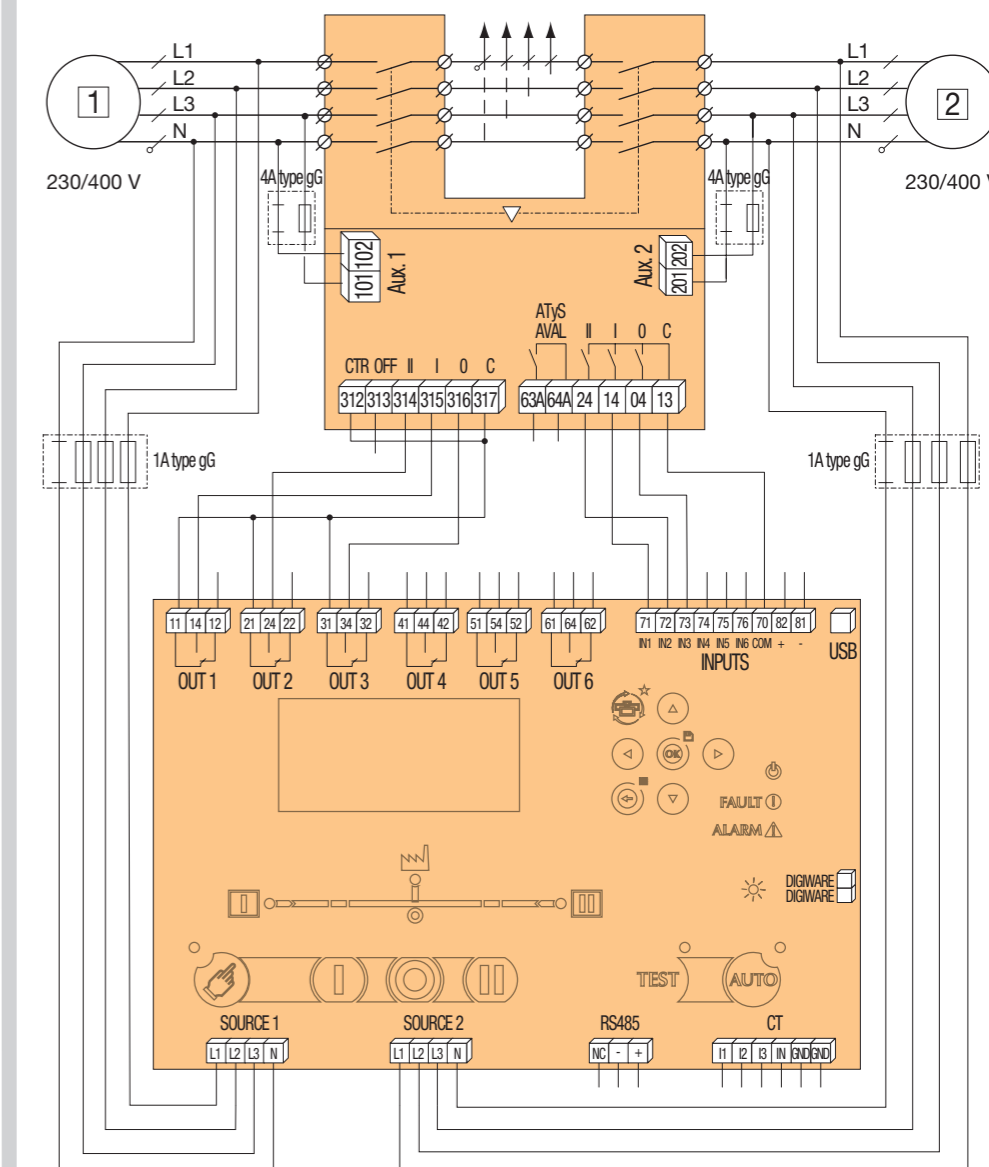 L1 L1
L2 L2
1 L3 L3 2
N N
230/400 V 230/400 V
4A type gG 4A type gG
101 102 Aux. 1
Aux. 2 201 202
ATyS
AVAL II I 0 C
CTR OFF II I 0 C
312 313 314 315 316 317
63A 64A 24 14 04 13
1A type gG 1A type gG
11 14 12 21 24 22 31 34 32 41 44 42 51 54 52 61 64 62
71 72 73 74 75 76 70 82 81
IN1 IN2 IN3 IN4 IN5 IN6 COM + -
INPUTS
USB
OUT 1 OUT 2 OUT 3 OUT 4 OUT 5 OUT 6
OK
FAULT
ALARM
DIGIWARE
DIGIWARE
I II
I II
TEST AUTO
SOURCE 1 SOURCE 2 RS485 CT
L1 L2 L3 N L1 L2 L3 N NC - + I1 I2 I3 IN GND GND